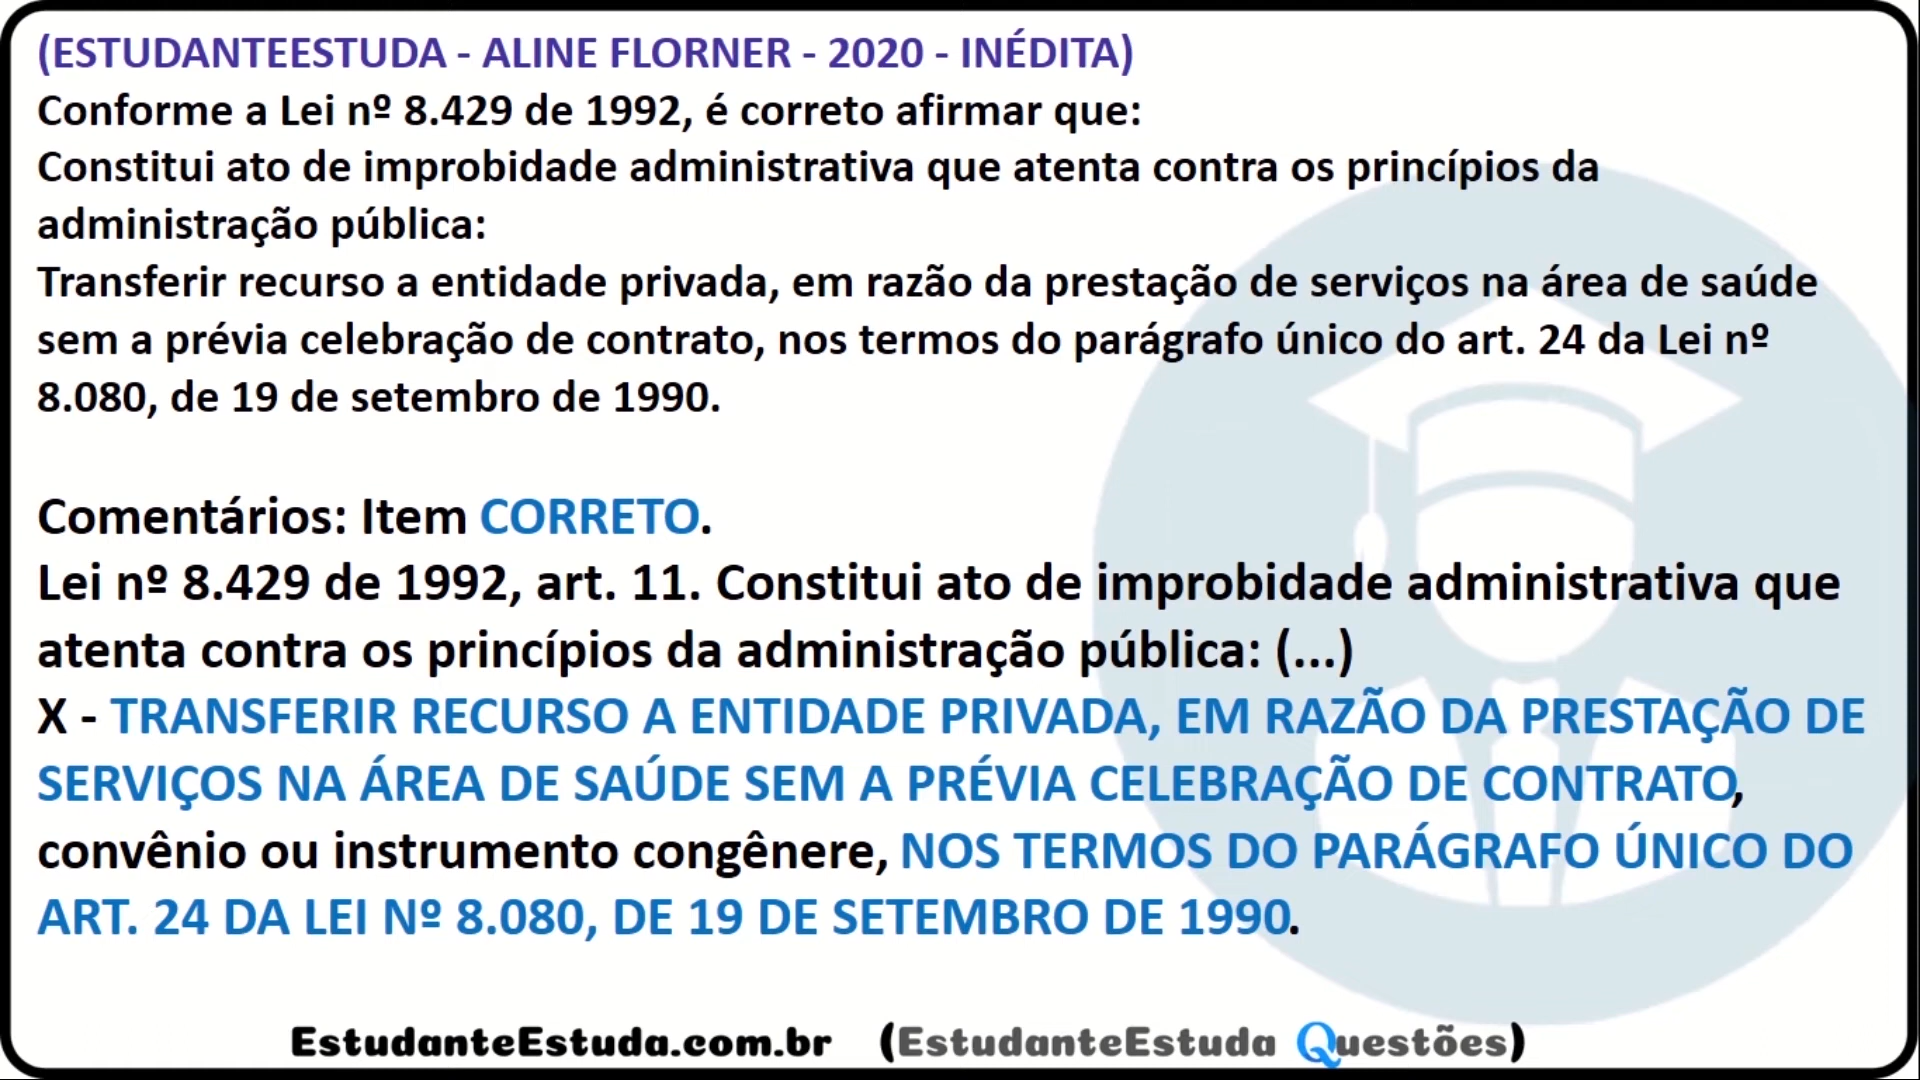 (ESTUDANTEESTUDA - ALINE FLORNER - 2020 - INÉDITA)
Conforme a Lei nº 8.429 de 1992, é correto afirmar que:
Constitui ato de improbidade administrativa que atenta contra os princípios da
administração pública:
Transferir recurso a entidade privada, em razão da prestação de serviços na área de saúde
sem a prévia celebração de contrato, nos termos do parágrafo único do art. 24 da Lei nº
8.080, de 19 de setembro de 1990.
Comentários: Item CORRETO.
Lei nº 8.429 de 1992, art. 11. Constitui ato de improbidade administrativa que
atenta contra os princípios da administração pública: (...)
X - TRANSFERIR RECURSO A ENTIDADE PRIVADA, EM RAZÃO DA PRESTAÇÃO DE
SERVIÇOS NA ÁREA DE SAÚDE SEM A PRÉVIA CELEBRAÇÃO DE CONTRATO,
convênio ou instrumento congênere, NOS TERMOS DO PARÁGRAFO ÚNICO DO
ART. 24 DA LEI Nº 8.080, DE 19 DE SETEMBRO DE 1990.
EstudanteEstuda.com.br (EstudanteEstuda Questões)